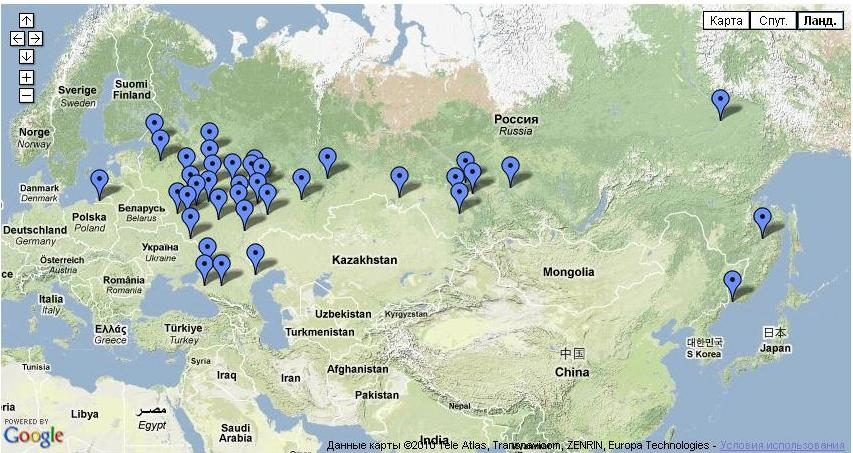 Карта Спут. Ланд.
Suomi
Finland
Sverige
Sweden
Norge
Norway
Россия
Russia
Danmark
Denmark
Беларусь
Belarus
Polska
Poland
Deutschland
Germany
Україна
Ukraine
Österreich
Austria
Kazakhstan
Mongolia
România
Romania
Italia
Italy
Uzbekistan
Kyrgyzstan
Ελλάς
Greece
Türkiye
Turkey
Turkmenistan
대한민국
S Korea
日本
Japan
中国
China
Syria
Tunisia
Iraq
Iran
Afghanistan
Pakistan
Nepal
Libya
مصر
Egypt
Saudi
Arabia
India
POWERED BY
Google
Данные карты ©2010 Tele Atlas, Transnavicom, ZENRIN, Europa Technologies - Условия использования